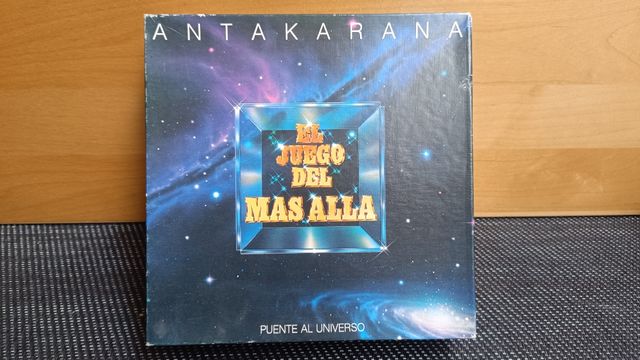 ANTAKARANA
EL
JUEGO
DEL
MAS ALLA
PUENTE AL UNIVERSO